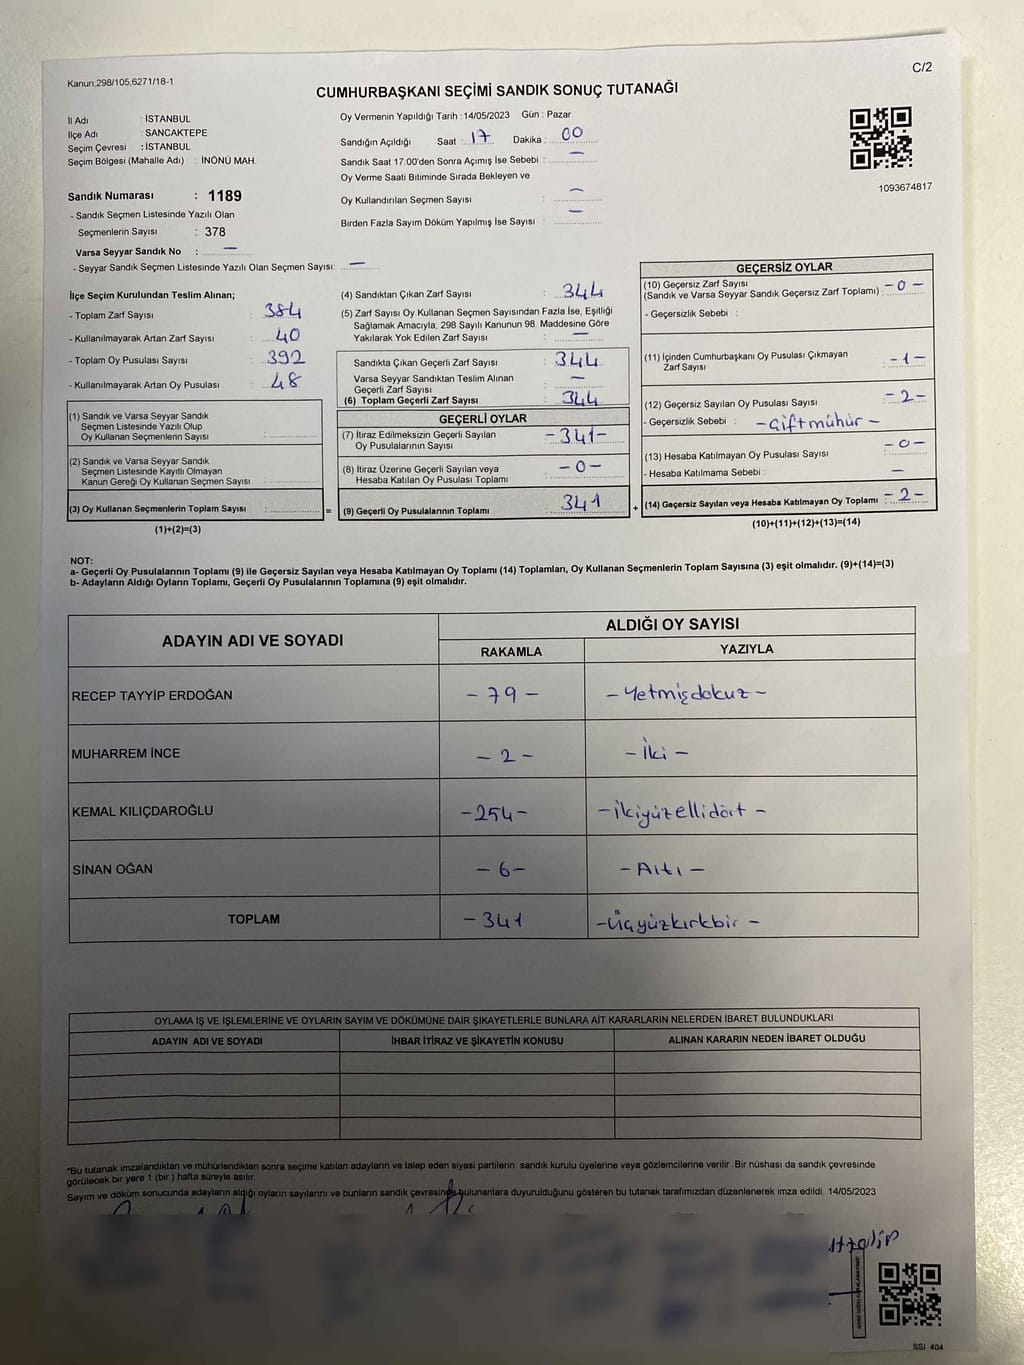 Kanun,298/105,6271/18-1
C/2
CUMHURBAŞKANI SEÇİMİ SANDIK SONUÇ TUTANAĞI
İl Adı : İSTANBUL
İlçe Adı : SANCAKTEPE
Seçim Çevresi : İSTANBUL
Seçim Bölgesi (Mahalle Adı) : İNÖNÜ MAH.
Oy Vermenin Yapıldığı Tarih :14/05/2023 Gün : Pazar
Sandığın Açıldığı Saat : 17 Dakika : 00
Sandık Saat 17:00'den Sonra Açımış İse Sebebi : —
Oy Verme Saati Bitiminde Sırada Bekleyen ve
Oy Kullandırılan Seçmen Sayısı : —
Birden Fazla Sayım Döküm Yapılmış İse Sayısı : —
1093674817
Sandık Numarası : 1189
- Sandık Seçmen Listesinde Yazılı Olan
Seçmenlerin Sayısı : 378
Varsa Seyyar Sandık No : —
- Seyyar Sandık Seçmen Listesinde Yazılı Olan Seçmen Sayısı: —
İlçe Seçim Kurulundan Teslim Alınan;
- Toplam Zarf Sayısı : 384
- Kullanılmayarak Artan Zarf Sayısı : 40
- Toplam Oy Pusulası Sayısı : 392
- Kullanılmayarak Artan Oy Pusulası : 48
(1) Sandık ve Varsa Seyyar Sandık
Seçmen Listesinde Yazılı Olup
Oy Kullanan Seçmenlerin Sayısı :
(2) Sandık ve Varsa Seyyar Sandık
Seçmen Listesinde Kayıtlı Olmayan
Kanun Gereği Oy Kullanan Seçmen Sayısı :
(3) Oy Kullanan Seçmenlerin Toplam Sayısı : =
(1)+(2)=(3)
(4) Sandıktan Çıkan Zarf Sayısı : 344
(5) Zarf Sayısı Oy Kullanan Seçmen Sayısından Fazla İse, Eşitliği
Sağlamak Amacıyla; 298 Sayılı Kanunun 98. Maddesine Göre
Yakılarak Yok Edilen Zarf Sayısı : —
Sandıkta Çıkan Geçerli Zarf Sayısı : 344
Varsa Seyyar Sandıktan Teslim Alınan
Geçerli Zarf Sayısı : —
(6) Toplam Geçerli Zarf Sayısı : 344
GEÇERLİ OYLAR
(7) İtiraz Edilmeksizin Geçerli Sayılan
Oy Pusulalarının Sayısı : -341-
(8) İtiraz Üzerine Geçerli Sayılan veya
Hesaba Katılan Oy Pusulası Toplamı : -0-
(9) Geçerli Oy Pusulalarının Toplamı : 341 +
GEÇERSİZ OYLAR
(10) Geçersiz Zarf Sayısı
(Sandık ve Varsa Seyyar Sandık Geçersiz Zarf Toplamı) : -0-
- Geçersizlik Sebebi :
(11) İçinden Cumhurbaşkanı Oy Pusulası Çıkmayan
Zarf Sayısı : -1-
(12) Geçersiz Sayılan Oy Pusulası Sayısı : -2-
- Geçersizlik Sebebi : -Çiftmühür-
(13) Hesaba Katılmayan Oy Pusulası Sayısı : -0-
- Hesaba Katılmama Sebebi : —
(14) Geçersiz Sayılan veya Hesaba Katılmayan Oy Toplamı : -2-
(10)+(11)+(12)+(13)=(14)
NOT:
a- Geçerli Oy Pusulalarının Toplamı (9) ile Geçersiz Sayılan veya Hesaba Katılmayan Oy Toplamı (14) Toplamları, Oy Kullanan Seçmenlerin Toplam Sayısına (3) eşit olmalıdır. (9)+(14)=(3)
b- Adayların Aldığı Oyların Toplamı, Geçerli Oy Pusulalarının Toplamına (9) eşit olmalıdır.
ADAYIN ADI VE SOYADI ALDIĞI OY SAYISI
RAKAMLA YAZIYLA
RECEP TAYYİP ERDOĞAN -79- -Yetmişdokuz-
MUHARREM İNCE -2- -İki-
KEMAL KILIÇDAROĞLU -254- -İkiyüzellidört-
SİNAN OĞAN -6- -Altı-
TOPLAM -341 -Üçyüzkırkbir-
OYLAMA İŞ VE İŞLEMLERİNE VE OYLARIN SAYIM VE DÖKÜMÜNE DAİR ŞİKAYETLERLE BUNLARA AİT KARARLARIN NELERDEN İBARET BULUNDUKLARI
ADAYIN ADI VE SOYADI İHBAR İTİRAZ VE ŞİKAYETİN KONUSU ALINAN KARARIN NEDEN İBARET OLDUĞU
"Bu tutanak imzalandıktan ve mühürlendikten sonra seçime katılan adayların ve talep eden siyasi partilerin sandık kurulu üyelerine veya gözlemcilerine verilir .Bir nüshası da sandık çevresinde
görülecek bir yere 1 (bir ) hafta süreyle asılır.
Sayım ve döküm sonucunda adayların aldığı oyların sayılarını ve bunların sandık çevresinde bulunanlara duyurulduğunu gösteren bu tutanak tarafımızdan düzenlenerek imza edildi. 14/05/2023
SSI 404